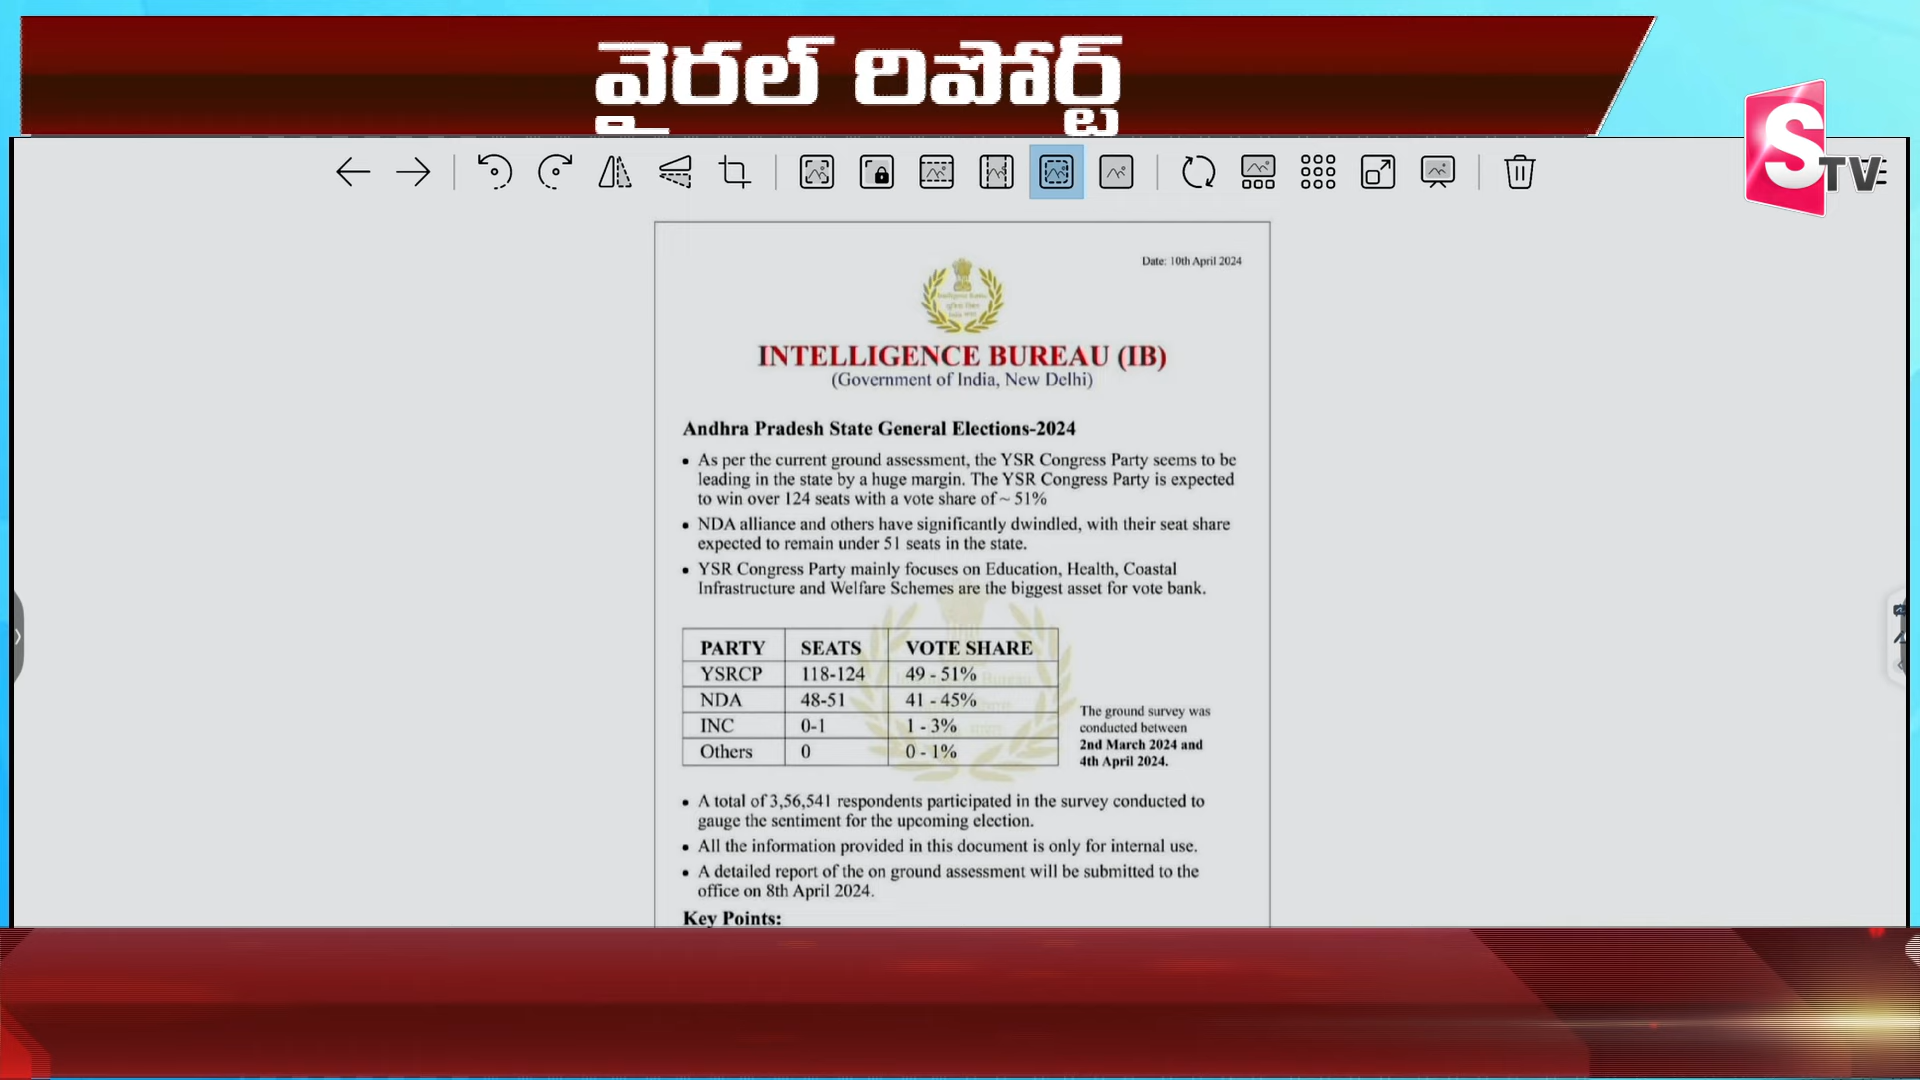 వైరల్ రిపోర్ట్
S
TV
Date: 10th April 2024
INTELLIGENCE BUREAU (IB)
(Government of India, New Delhi)
Andhra Pradesh State General Elections-2024
• As per the current ground assessment, the YSR Congress Party seems to be
leading in the state by a huge margin. The YSR Congress Party is expected
to win over 124 seats with a vote share of ~ 51%
• NDA alliance and others have significantly dwindled, with their seat share
expected to remain under 51 seats in the state.
• YSR Congress Party mainly focuses on Education, Health, Coastal
Infrastructure and Welfare Schemes are the biggest asset for vote bank.
PARTY SEATS VOTE SHARE
YSRCP 118-124 49 - 51%
NDA 48-51 41 - 45%
INC 0-1 1 - 3%
Others 0 0 - 1%
The ground survey was
conducted between
2nd March 2024 and
4th April 2024.
• A total of 3,56,541 respondents participated in the survey conducted to
gauge the sentiment for the upcoming election.
• All the information provided in this document is only for internal use.
• A detailed report of the on ground assessment will be submitted to the
office on 8th April 2024.
Key Points: